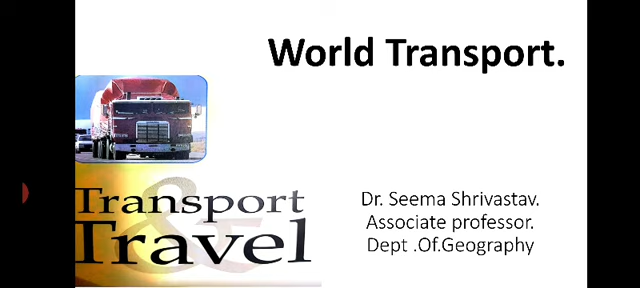 World Transport.
Transport
&
Travel
Dr. Seema Shrivastav.
Associate professor.
Dept .Of.Geography